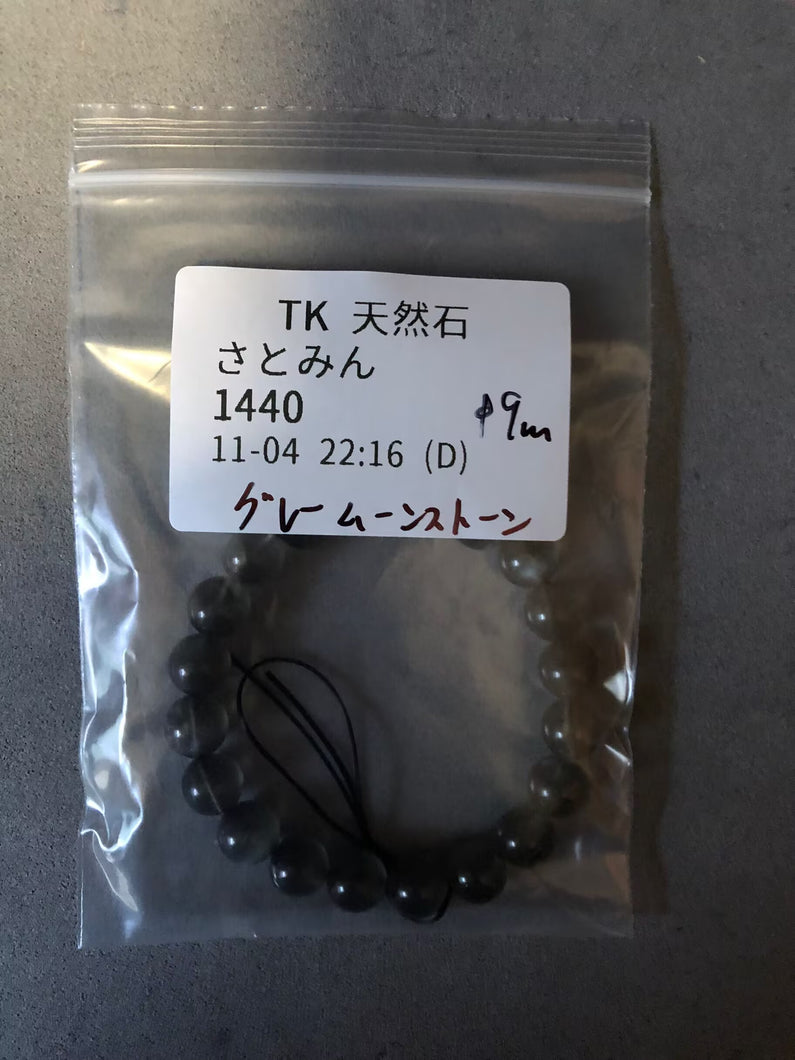 TK 天然石
さとみん
1440
φ9m
11-04 22:16 (D)
グレームーンストーン